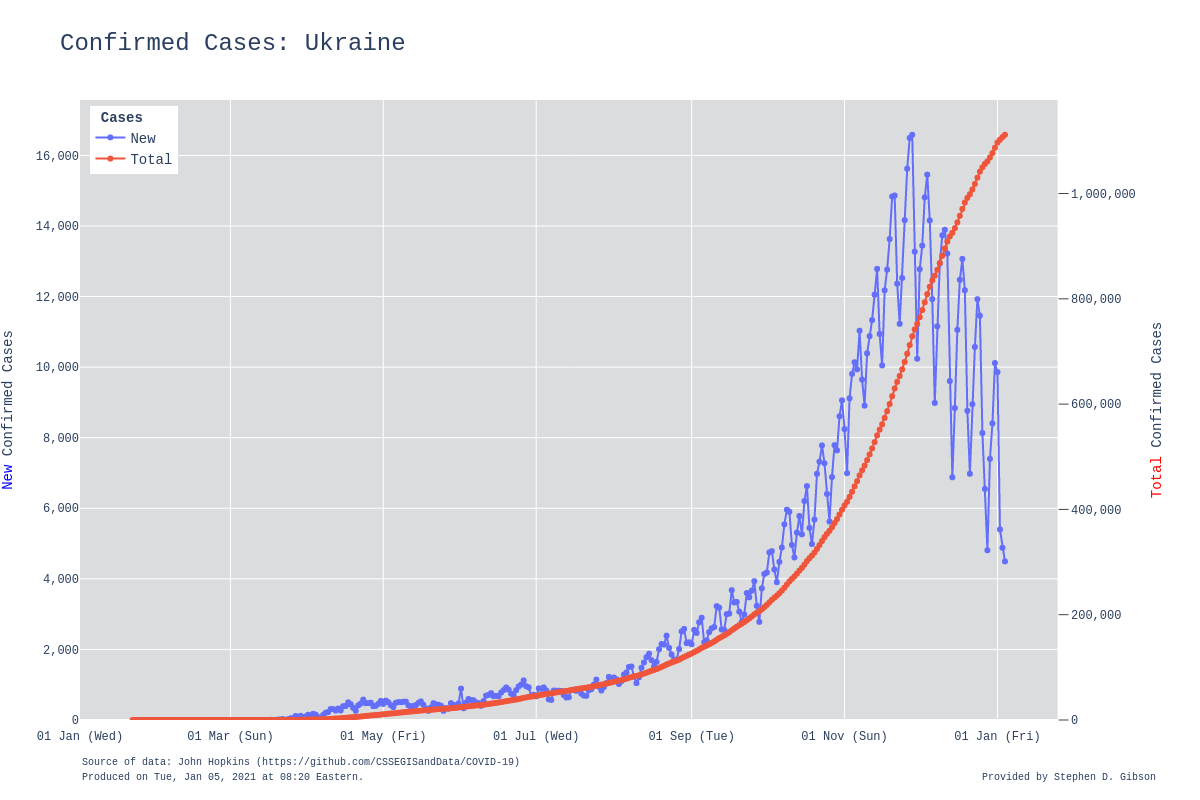 Confirmed Cases: Ukraine
Cases
New
Total
16,000
14,000
12,000
10,000
8,000
6,000
4,000
2,000
0
New Confirmed Cases
1,000,000
800,000
600,000
400,000
200,000
0
Total Confirmed Cases
01 Jan (Wed) 01 Mar (Sun) 01 May (Fri) 01 Jul (Wed) 01 Sep (Tue) 01 Nov (Sun) 01 Jan (Fri)
Source of data: John Hopkins (https://github.com/CSSEGISandData/COVID-19)
Produced on Tue, Jan 05, 2021 at 08:20 Eastern.
Provided by Stephen D. Gibson